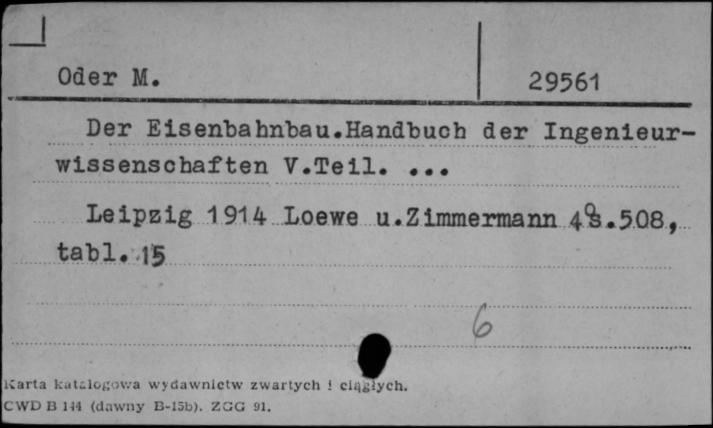 Oder M.
29561
Der Eisenbahnbau.Handbuch der Ingenieur-
wissenschaften V.Teil. ...
Leipzig 1914 Loewe u.Zimmermann 4° s.508,
tabl. 15
6
Karta katalogowa wydawnictw zwartych i ciągłych.
CWD B 144 (dawny B-15b). ZGG 91.